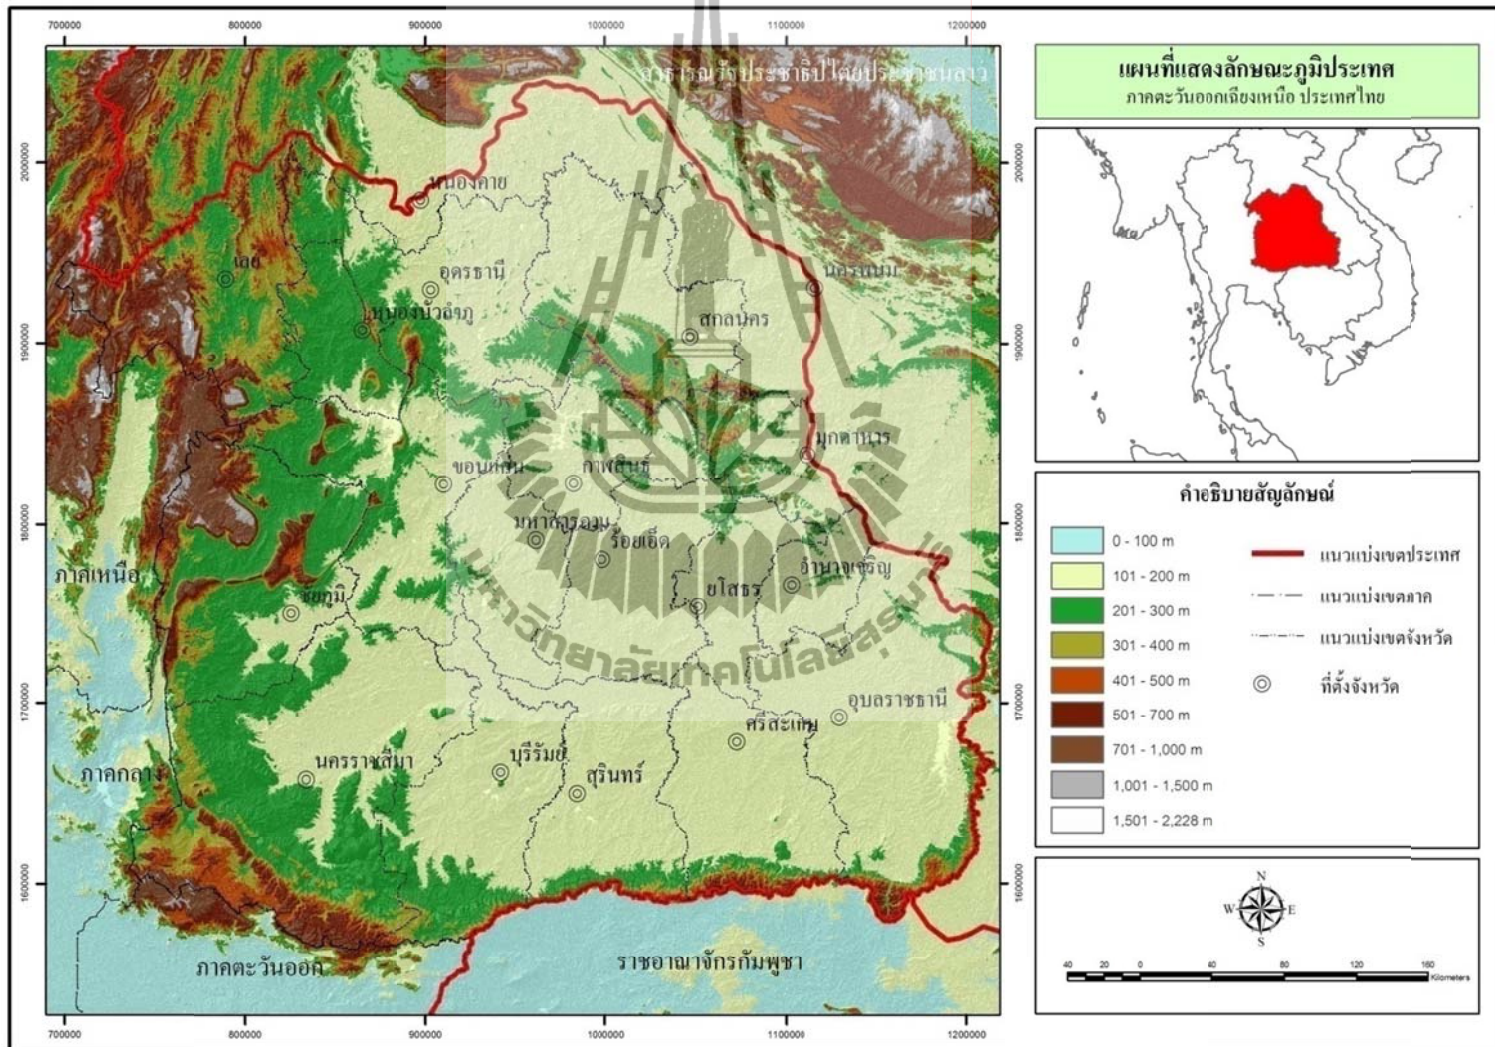 แผนที่แสดงลักษณะภูมิประเทศ
ภาคตะวันออกเฉียงเหนือ ประเทศไทย
700000 800000 900000 1000000 1100000 1200000
2000000 1900000 1800000 1700000 1600000
สาธารณรัฐประชาธิปไตยประชาชนลาว
หนองคาย
เลย
อุดรธานี
นครพนม
หนองบัวลำภู
สกลนคร
มุกดาหาร
ขอนแก่น
กาฬสินธุ์
มหาสารคาม
ร้อยเอ็ด
ภาคเหนือ
ชัยภูมิ
ยโสธร
อำนาจเจริญ
มหาวิทยาลัยเทคโนโลยีสุรนารี
อุบลราชธานี
ศรีสะเกษ
ภาคกลาง
นครราชสีมา
บุรีรัมย์
สุรินทร์
ภาคตะวันออก
ราชอาณาจักรกัมพูชา
700000 800000 900000 1000000 1100000 1200000
2000000 1900000 1800000 1700000 1600000
คำอธิบายสัญลักษณ์
0 - 100 m
101 - 200 m
201 - 300 m
301 - 400 m
401 - 500 m
501 - 700 m
701 - 1,000 m
1,001 - 1,500 m
1,501 - 2,228 m
แนวแบ่งเขตประเทศ
แนวแบ่งเขตภาค
แนวแบ่งเขตจังหวัด
ที่ตั้งจังหวัด
N
W E
S
40 20 0 40 80 120 160
Kilometers